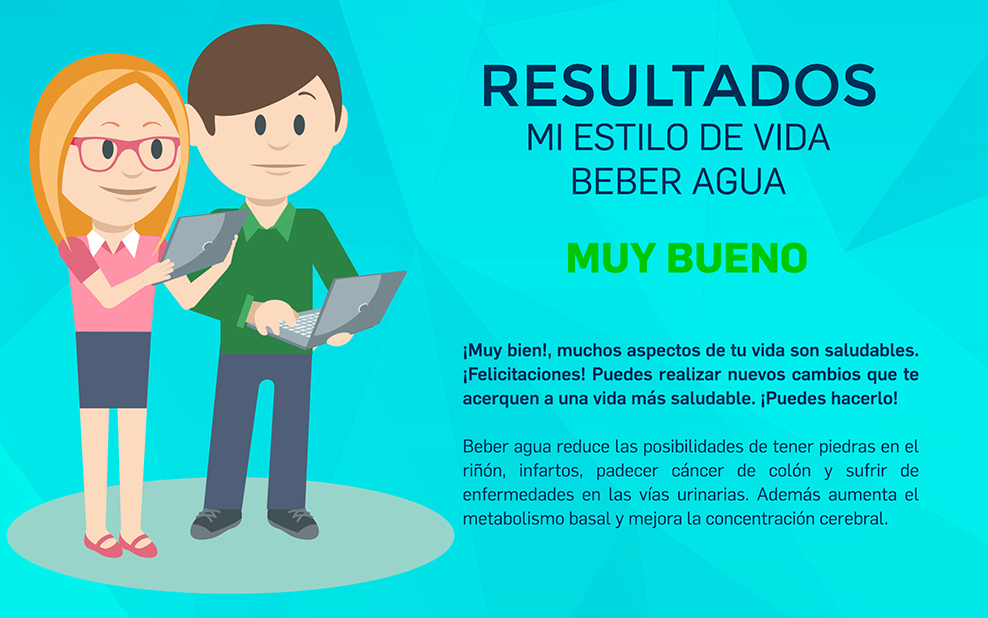 RESULTADOS
MI ESTILO DE VIDA
BEBER AGUA
MUY BUENO
¡Muy bien!, muchos aspectos de tu vida son saludables.
¡Felicitaciones! Puedes realizar nuevos cambios que te
acerquen a una vida más saludable. ¡Puedes hacerlo!
Beber agua reduce las posibilidades de tener piedras en el
riñón, infartos, padecer cáncer de colón y sufrir de
enfermedades en las vías urinarias. Además aumenta el
metabolismo basal y mejora la concentración cerebral.